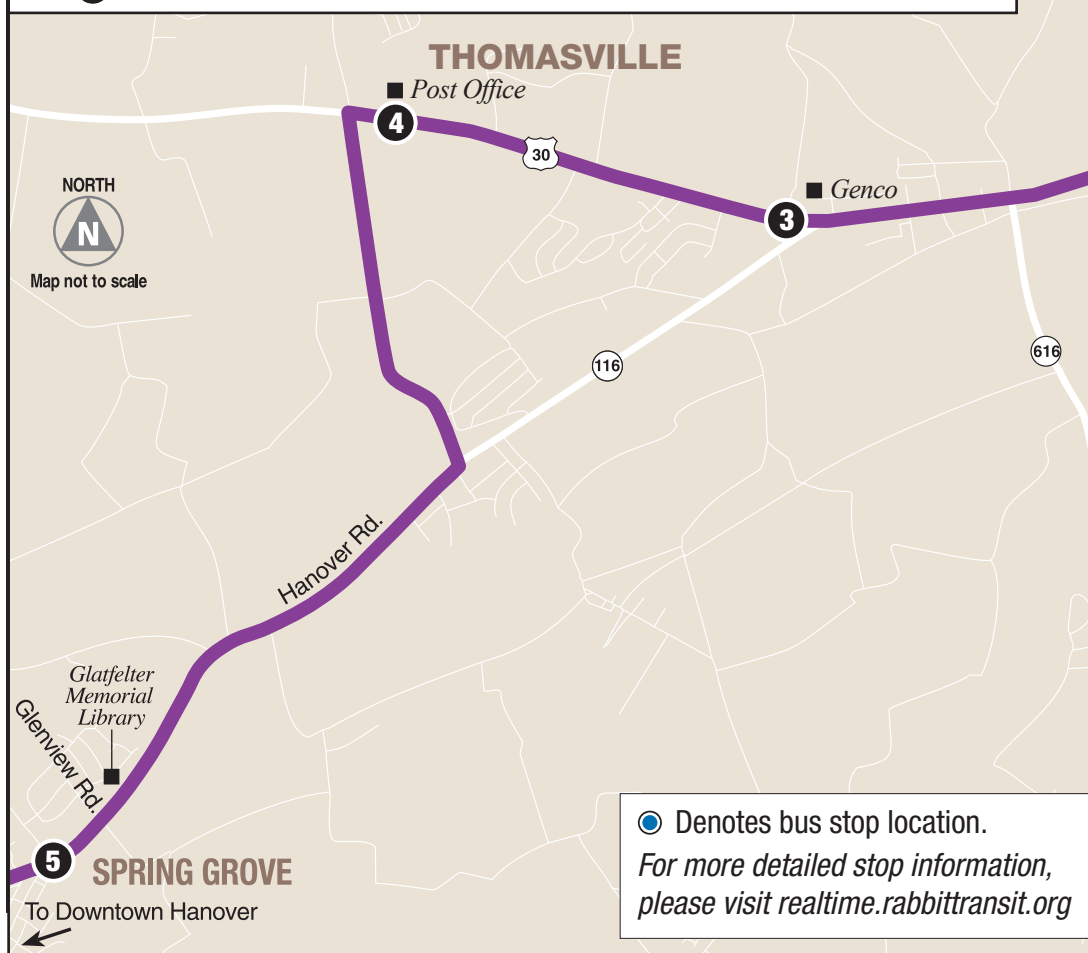 THOMASVILLE
Post Office
4
30
NORTH
N
Map not to scale
Genco
3
116
616
Hanover Rd.
Glatfelter
Memorial
Library
Glenview Rd.
5
SPRING GROVE
To Downtown Hanover
Denotes bus stop location.
For more detailed stop information,
please visit realtime.rabbittransit.org